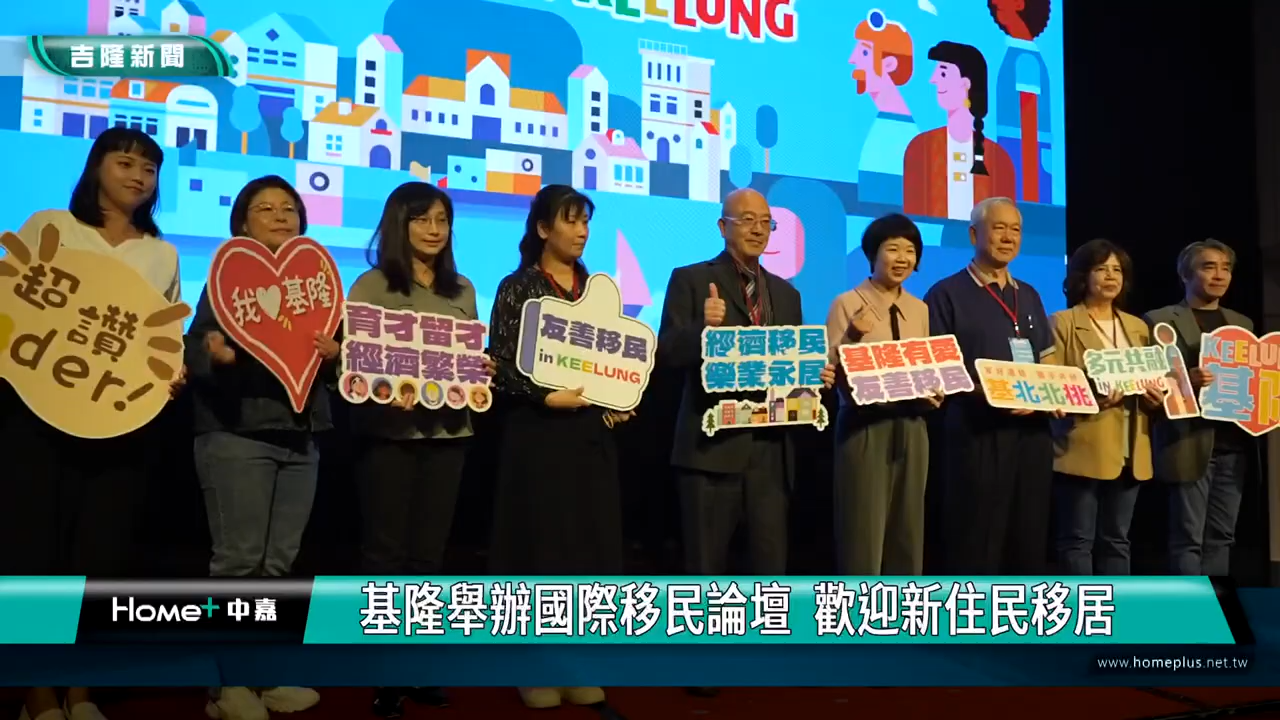 KEELUNG
吉隆新聞
超
讚
der!
我 基隆
育才留才
經濟繁榮
友善移民
in KEELUNG
經濟移民
樂業永居
基隆有愛
友善移民
基北北桃
多元共融
IN KEELUNG
KEELUNG
基
Home+中嘉
基隆舉辦國際移民論壇 歡迎新住民移居
www.homeplus.net.tw